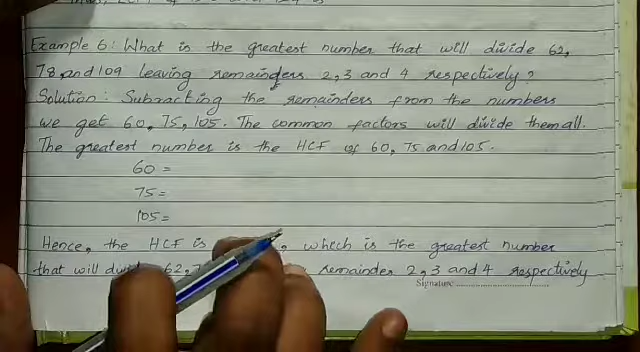 Example 6: What is the greatest number that will divide 62,
78 and 109 leaving remainders 2, 3 and 4 respectively?
Solution: Subracting the remainders from the numbers
we get 60, 75, 105. The common factors will divide them all.
The greatest number is the HCF of 60, 75 and 105.
60 =
75 =
105 =
Hence, the HCF is , which is the greatest number
that will 62, remainder 2, 3 and 4 respectively
Signature